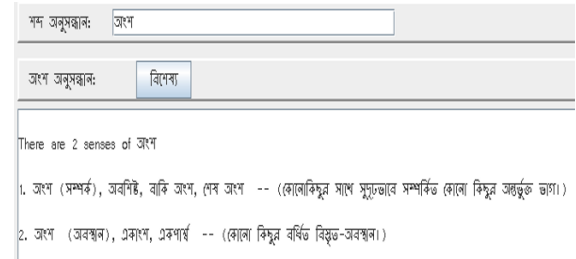 শব্দ অনুসন্ধান: অংশ
অংশ অনুসন্ধান: বিশেষ্য
There are 2 senses of অংশ
1. অংশ (সম্পর্ক), অবশিষ্ট, বাকি অংশ, শেষ অংশ -- ((কোনোকিছুর সাথে সুদৃঢ়ভাবে সম্পর্কিত কোনো কিছুর অন্তর্ভুক্ত ভাগ।)
2. অংশ (অবস্থান), একাংশ, একপার্শ্ব -- ((কোনো কিছুর বর্ধিত বিস্তৃত-অবস্থান।)